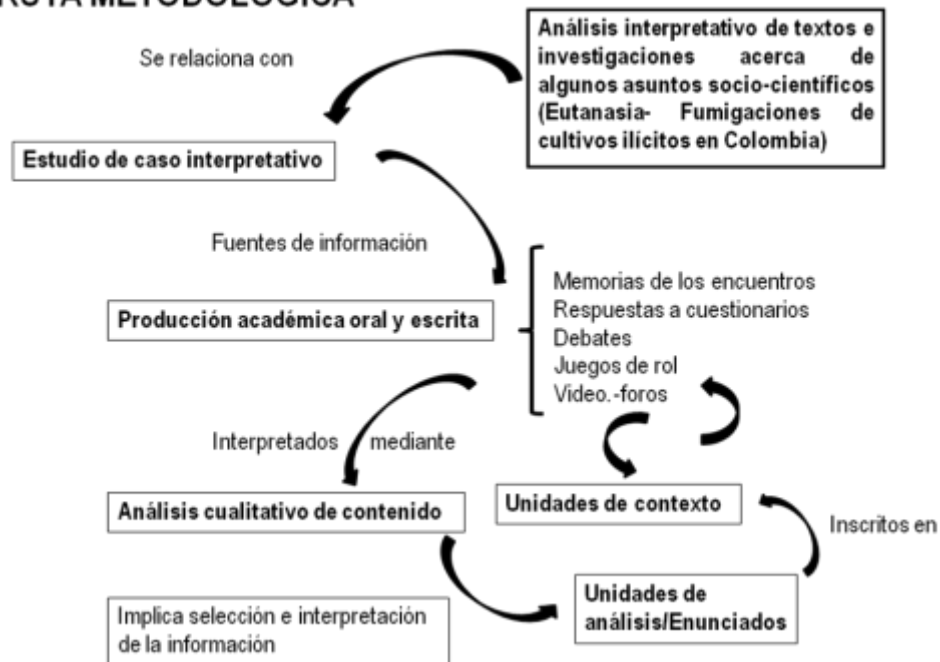 RUTA METODOLÓGICA
Se relaciona con
Análisis interpretativo de textos e
investigaciones acerca de
algunos asuntos socio-científicos
(Eutanasia- Fumigaciones de
cultivos ilícitos en Colombia)
Estudio de caso interpretativo
Fuentes de información
Producción académica oral y escrita
Memorias de los encuentros
Respuestas a cuestionarios
Debates
Juegos de rol
Video.-foros
Interpretados mediante
Análisis cualitativo de contenido
Unidades de contexto
Inscritos en
Unidades de
análisis/Enunciados
Implica selección e interpretación
de la información